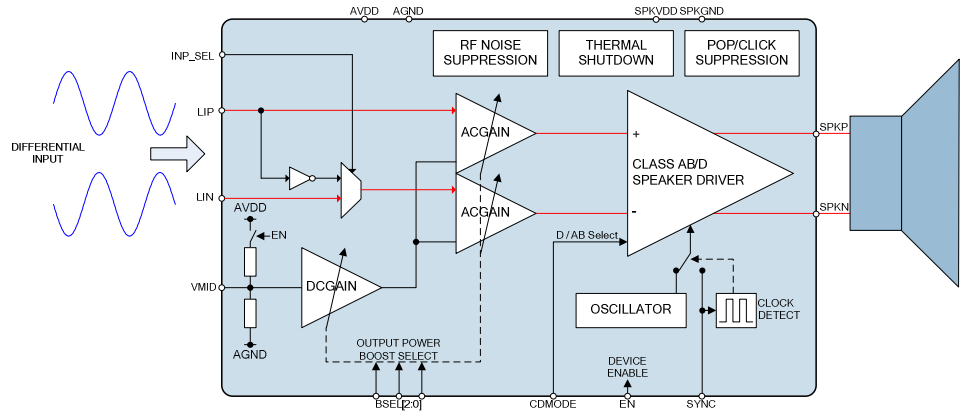 AVDD
AGND
SPKVDD
SPKGND
INP_SEL
RF NOISE
SUPPRESSION
THERMAL
SHUTDOWN
POP/CLICK
SUPPRESSION
LIP
ACGAIN
+
SPKP
DIFFERENTIAL
INPUT
CLASS AB/D
SPEAKER DRIVER
LIN
AVDD
ACGAIN
-
SPKN
EN
D / AB Select
VMID
DCGAIN
OSCILLATOR
CLOCK
DETECT
AGND
OUTPUT POWER
BOOST SELECT
DEVICE
ENABLE
BSEL[2:0]
CDMODE
EN
SYNC